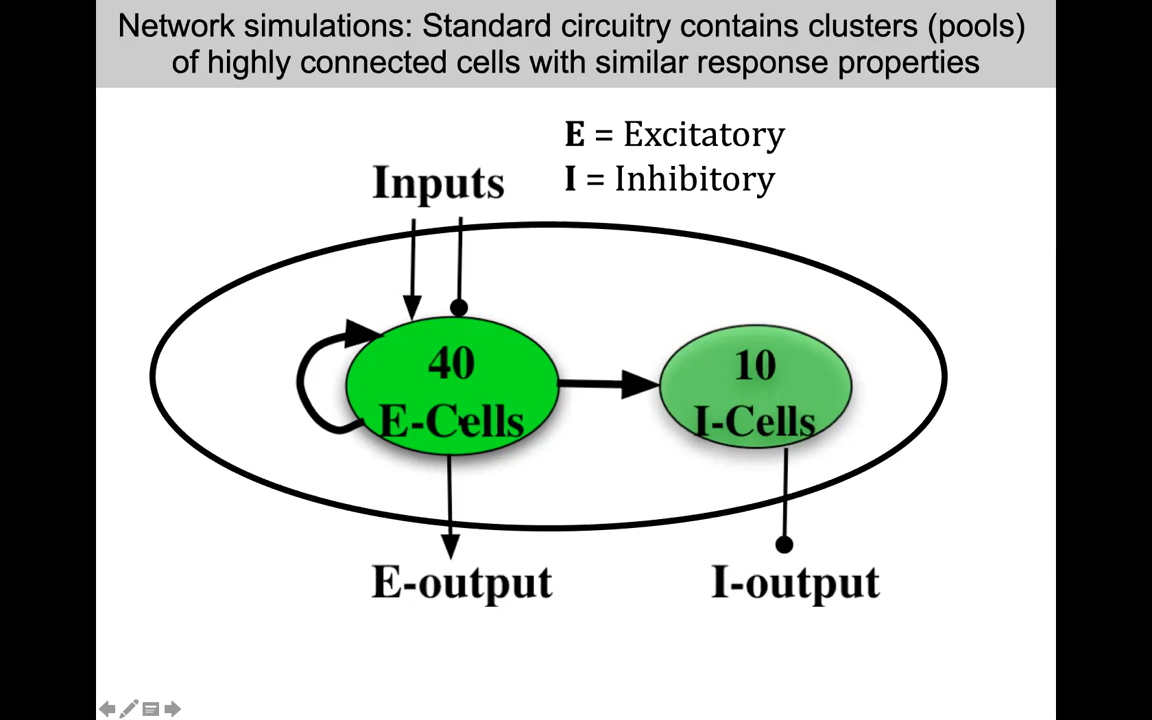 Network simulations: Standard circuitry contains clusters (pools)
of highly connected cells with similar response properties
E = Excitatory
I = Inhibitory
Inputs
40
E-Cells
10
I-Cells
E-output
I-output